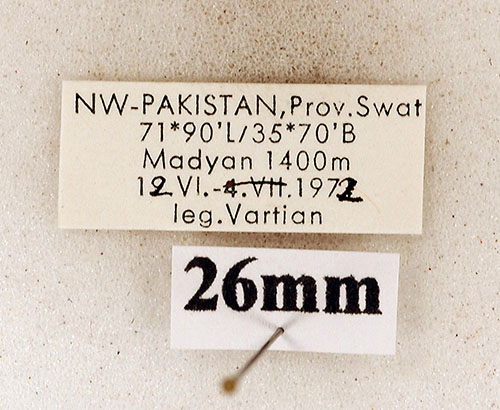 NW-PAKISTAN, Prov. Swat
71*90'L/35*70'B
Madyan 1400m
12 VI.-4.VII.1972
leg. Vartian
26mm